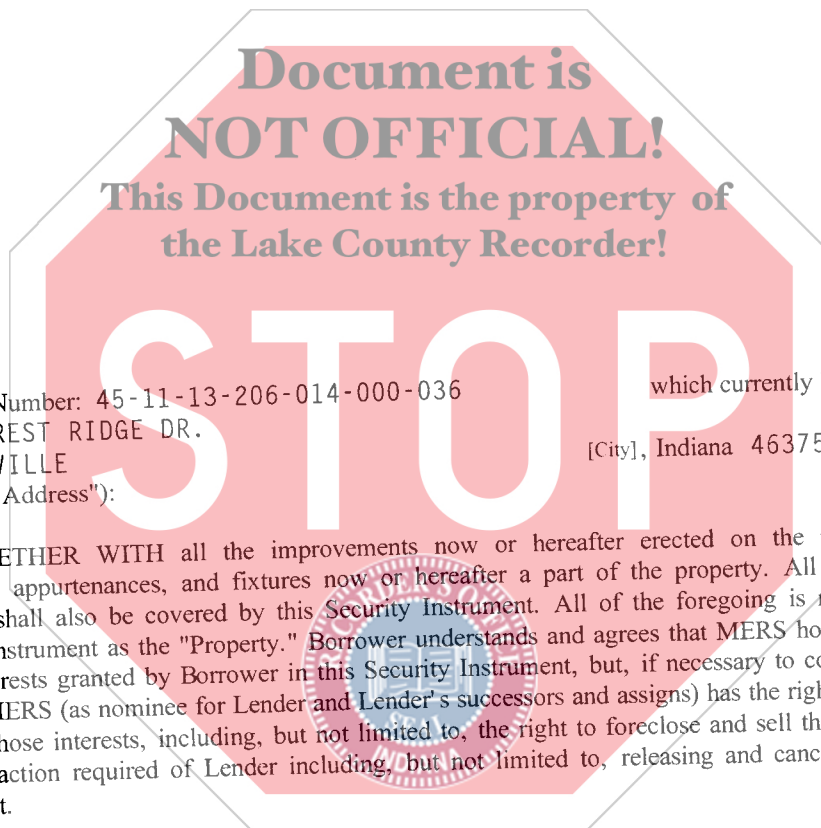 Document is
NOT OFFICIAL!
This Document is the property of
the Lake County Recorder!
STOP
Number: 45-11-13-206-014-000-036 which currently
REST RIDGE DR.
VILLE [City], Indiana 46375
Address"):
ETHER WITH all the improvements now or hereafter erected on the
appurtenances, and fixtures now or hereafter a part of the property. All
shall also be covered by this Security Instrument. All of the foregoing is
nstrument as the "Property." Borrower understands and agrees that MERS ho
rests granted by Borrower in this Security Instrument, but, if necessary to co
MERS (as nominee for Lender and Lender's successors and assigns) has the righ
hose interests, including, but not limited to, the right to foreclose and sell th
action required of Lender including, but not limited to, releasing and canc
t.
RECORDER'S OFFICE
SEAL
INDIANA